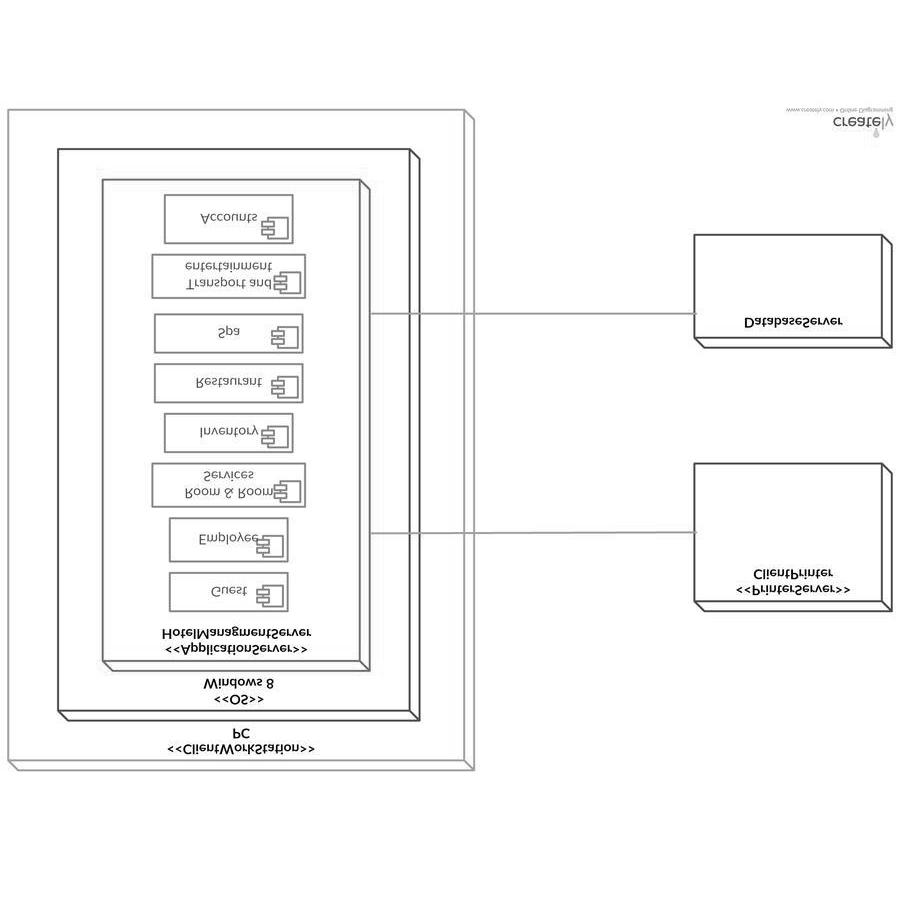 <<ClientWorkStation>>
PC
<<OS>>
Windows 8
<<ApplicationServer>>
HotelManagmentServer
Guest
Employee
Room & Room
Services
Inventory
Restaurant
Spa
Transport and
entertainment
Accounts
<<PrinterServer>>
ClientPrinter
DatabaseServer
creately
www.creately.com • Online Diagramming